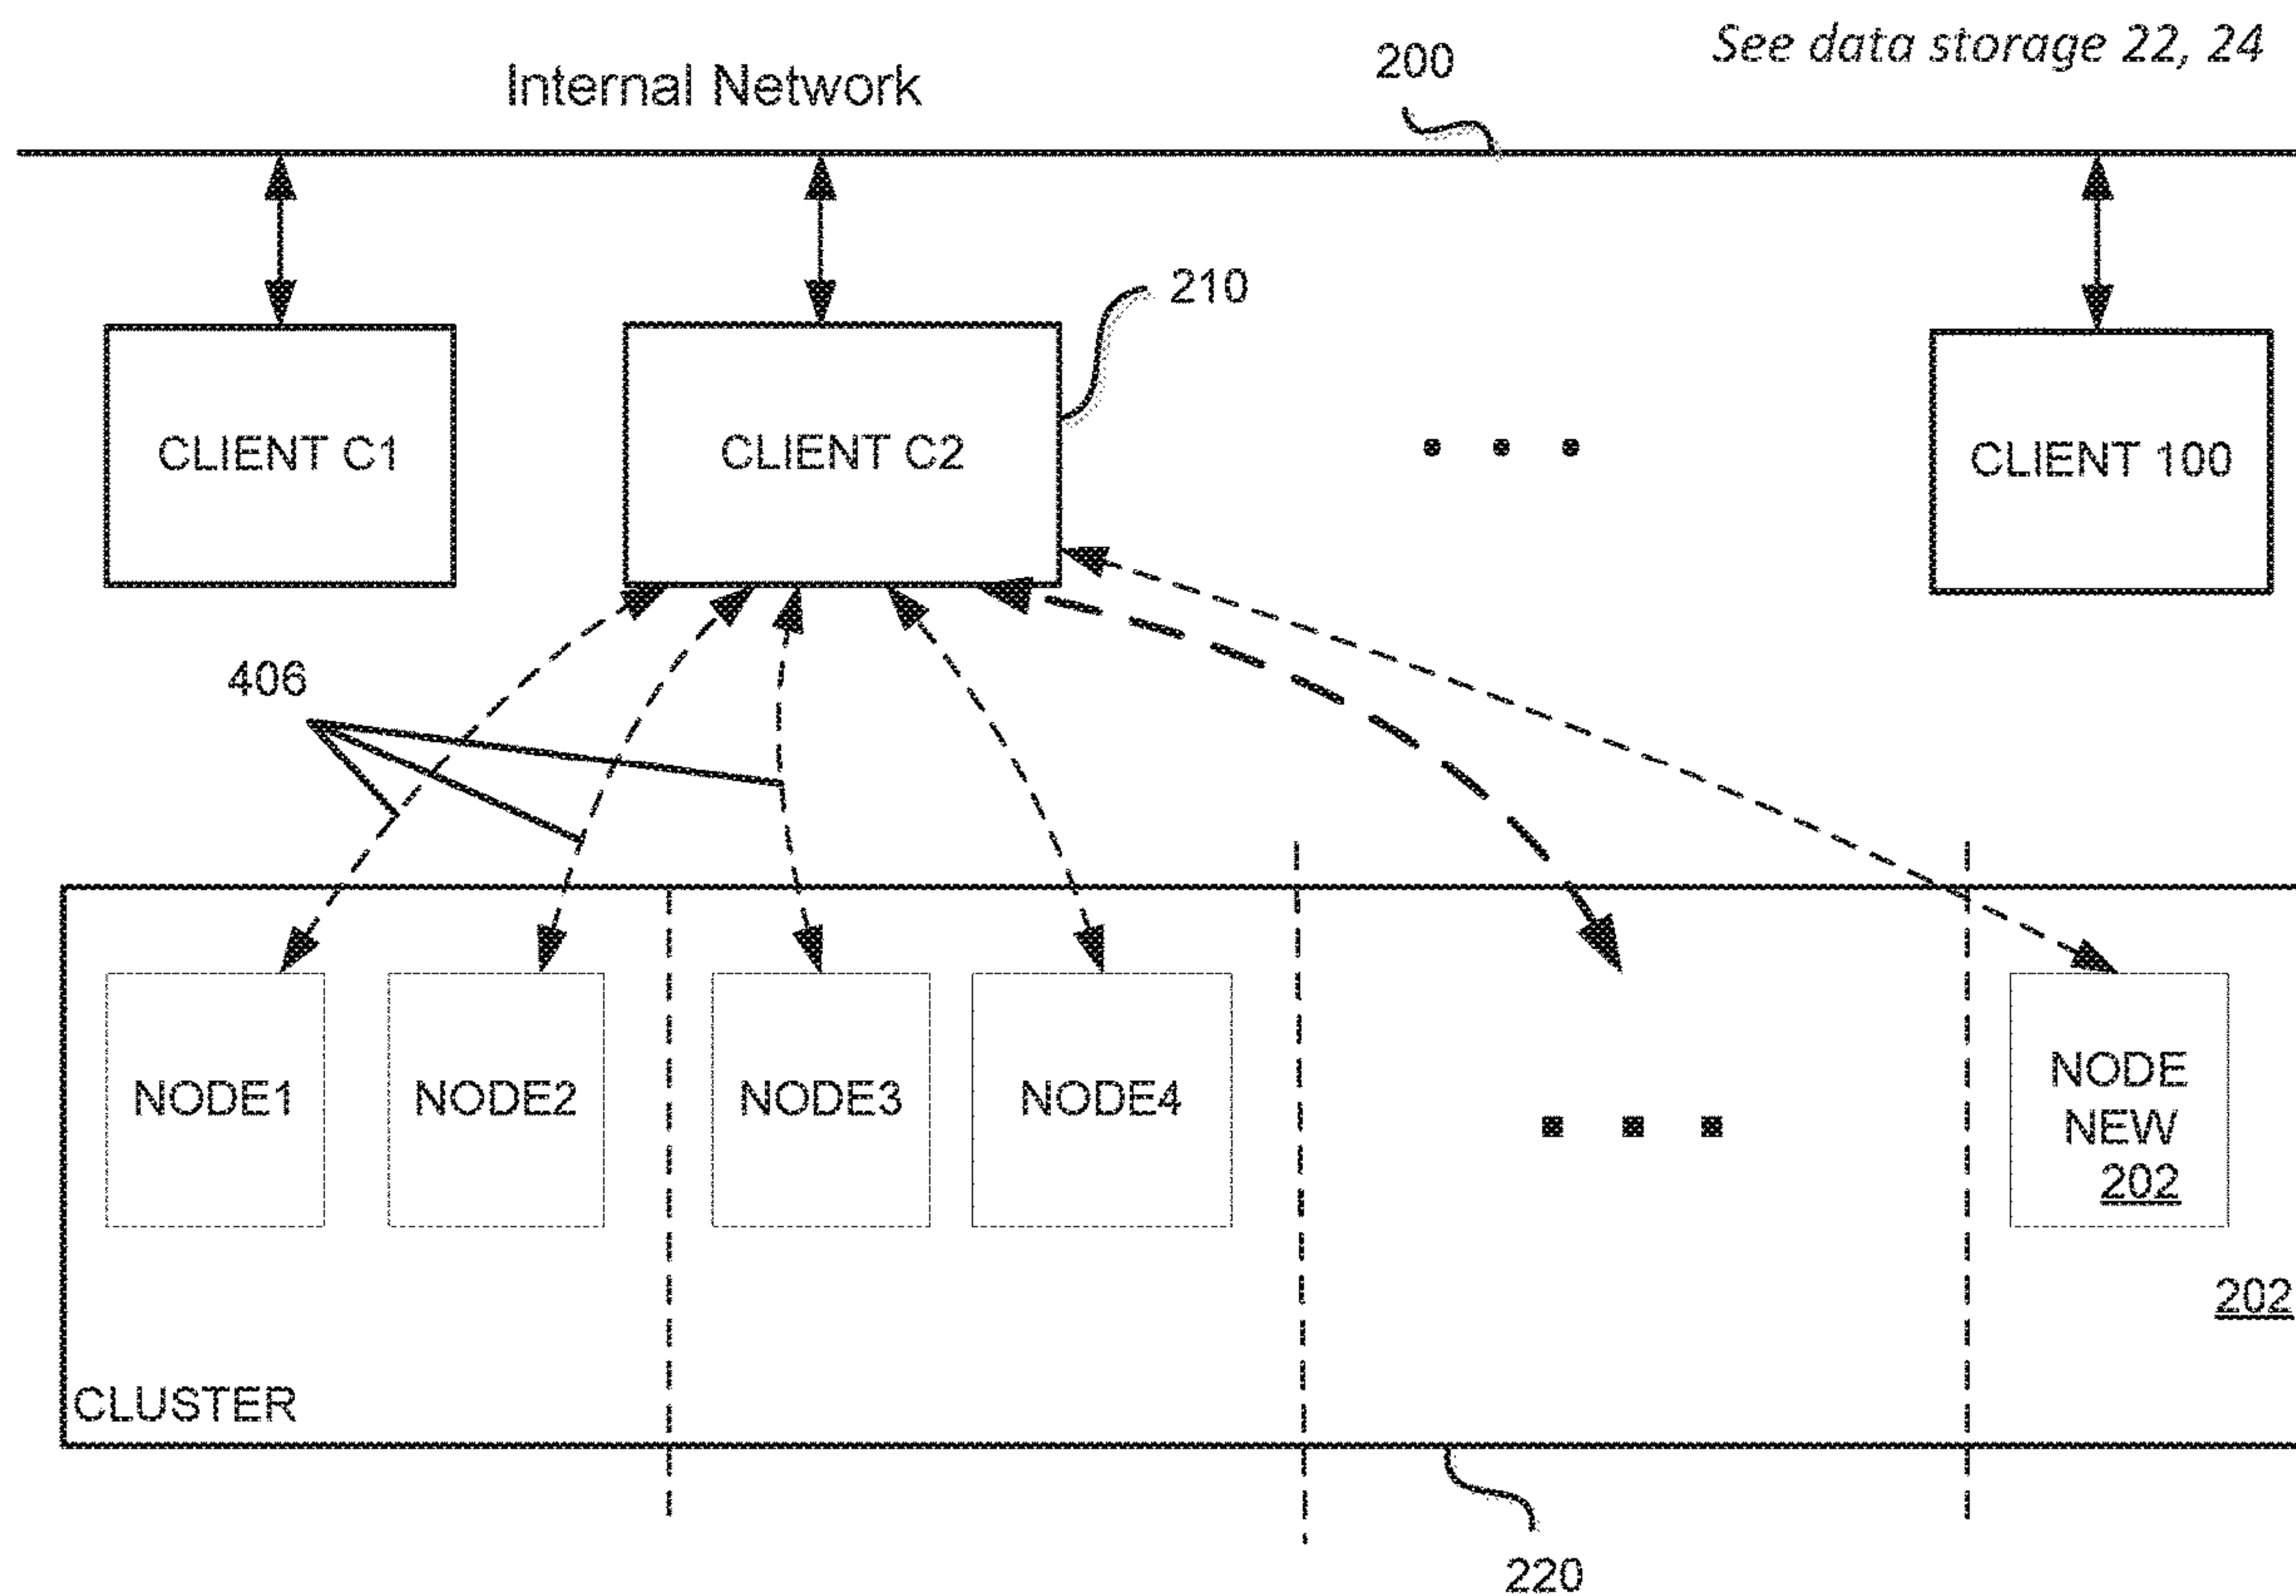 See data storage 22, 24
200
Internal Network
210
CLIENT C1
CLIENT C2
CLIENT 100
406
NODE1
NODE2
NODE3
NODE4
NODE
NEW
202
202
CLUSTER
220